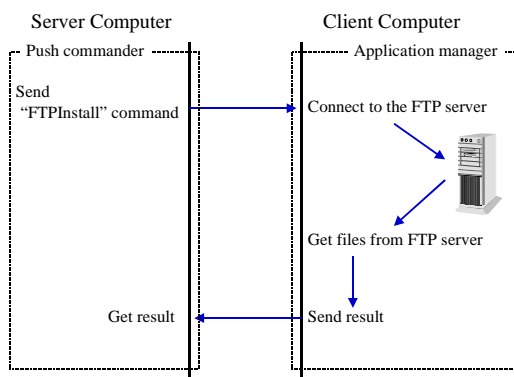 Server Computer
Client Computer
Push commander
Application manager
Send
“FTPInstall” command
Connect to the FTP server
Get files from FTP server
Get result
Send result